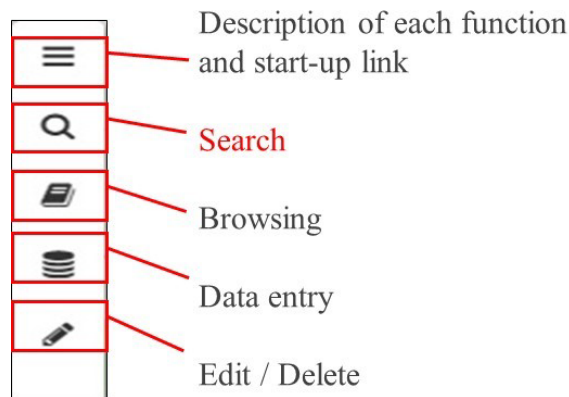 Description of each function
and start-up link
Search
Browsing
Data entry
Edit / Delete